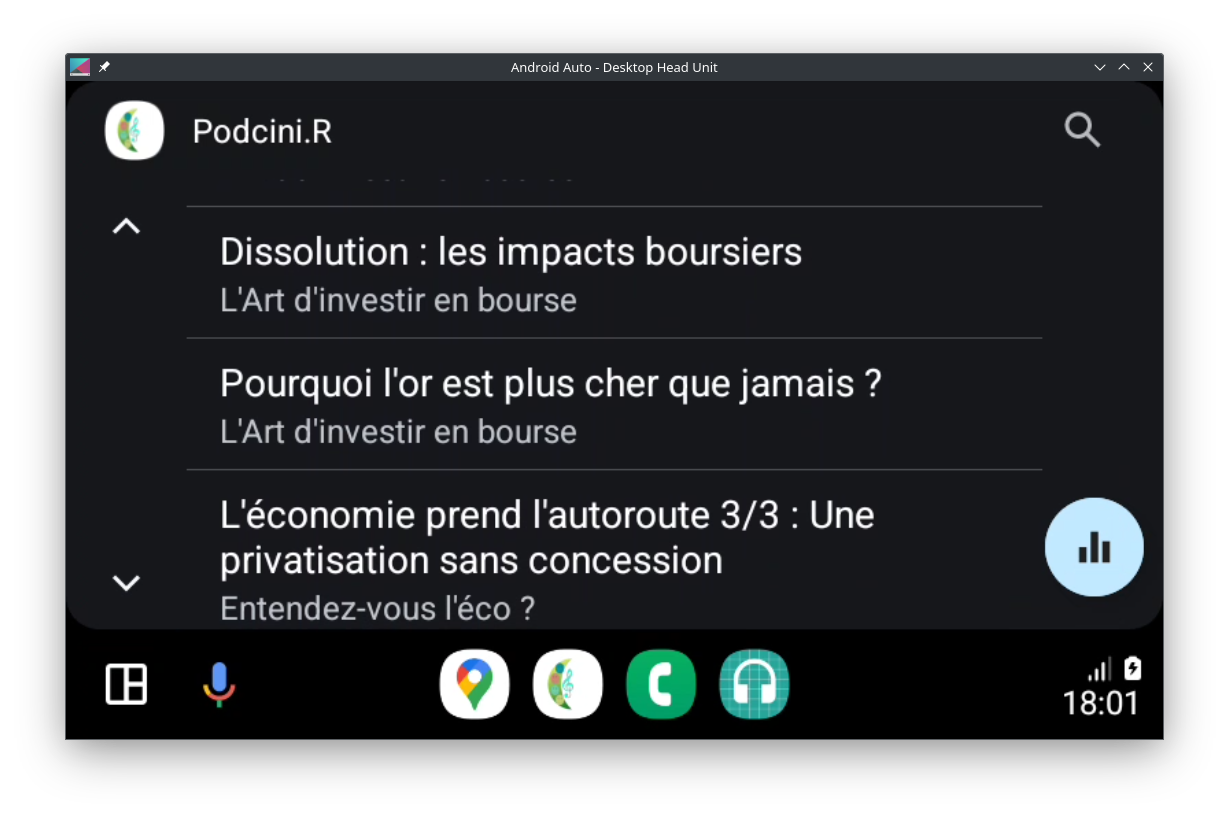 Android Auto - Desktop Head Unit
Podcini.R
Dissolution : les impacts boursiers
L'Art d'investir en bourse
Pourquoi l'or est plus cher que jamais ?
L'Art d'investir en bourse
L'économie prend l'autoroute 3/3 : Une
privatisation sans concession
Entendez-vous l'éco ?
18:01